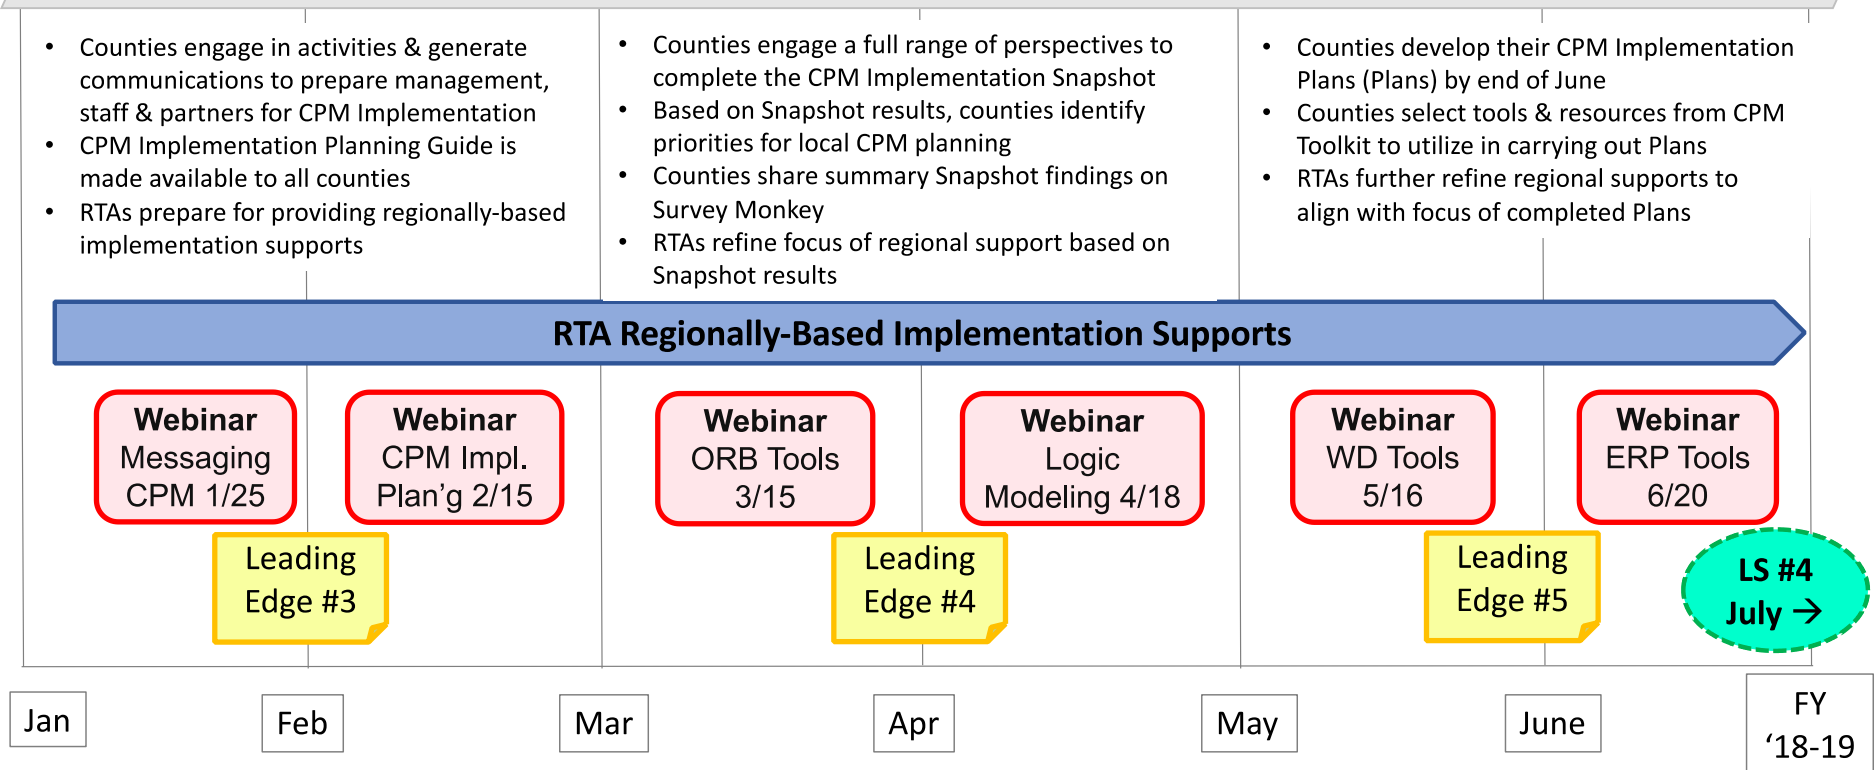 • Counties engage in activities & generate
communications to prepare management,
staff & partners for CPM Implementation
• CPM Implementation Planning Guide is
made available to all counties
• RTAs prepare for providing regionally-based
implementation supports
• Counties engage a full range of perspectives to
complete the CPM Implementation Snapshot
• Based on Snapshot results, counties identify
priorities for local CPM planning
• Counties share summary Snapshot findings on
Survey Monkey
• RTAs refine focus of regional support based on
Snapshot results
• Counties develop their CPM Implementation
Plans (Plans) by end of June
• Counties select tools & resources from CPM
Toolkit to utilize in carrying out Plans
• RTAs further refine regional supports to
align with focus of completed Plans
RTA Regionally-Based Implementation Supports
Webinar
Messaging
CPM 1/25
Webinar
CPM Impl.
Plan’g 2/15
Webinar
ORB Tools
3/15
Webinar
Logic
Modeling 4/18
Webinar
WD Tools
5/16
Webinar
ERP Tools
6/20
Leading
Edge #3
Leading
Edge #4
Leading
Edge #5
LS #4
July →
Jan
Feb
Mar
Apr
May
June
FY
‘18-19